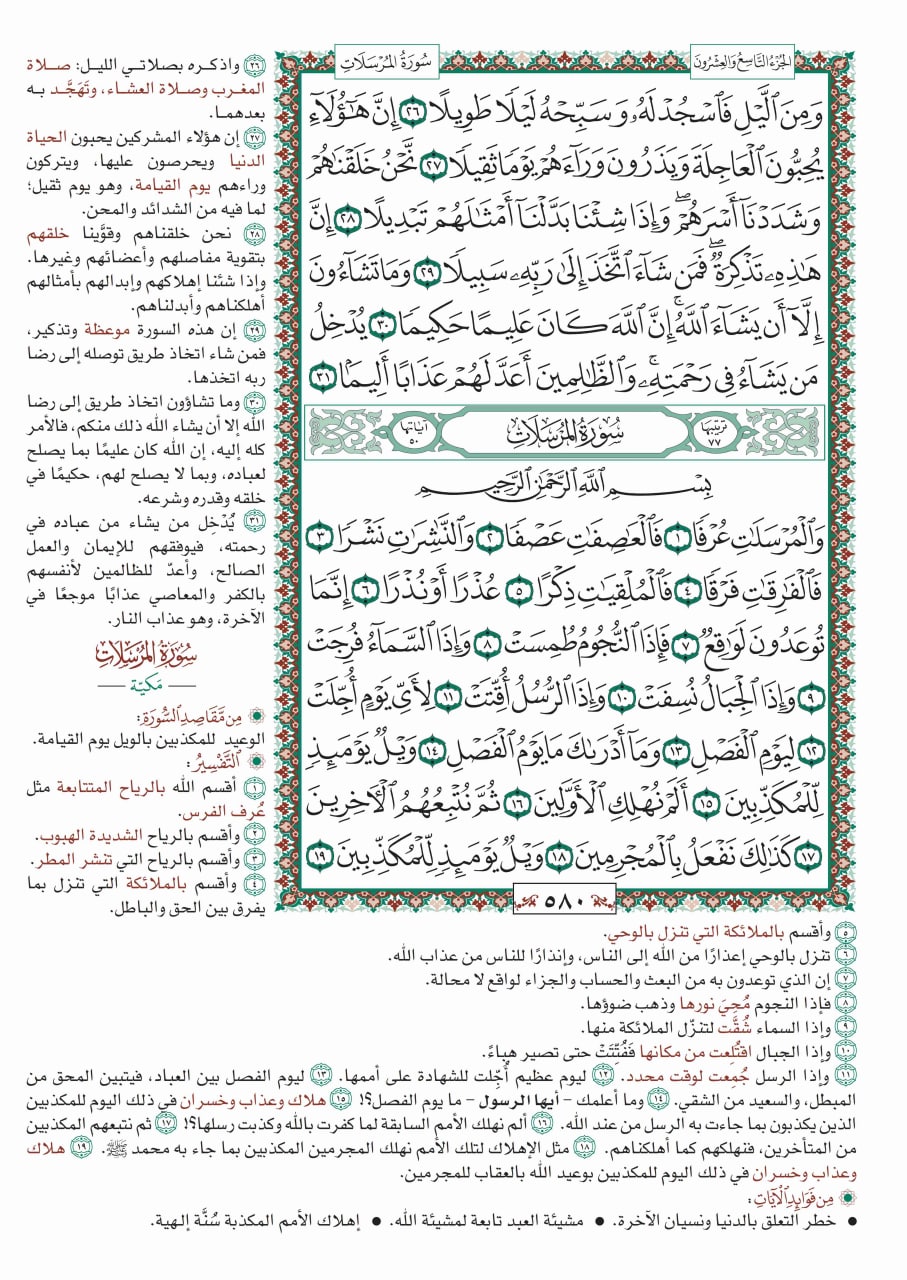 الجُزْءُ التَّاسِعُ وَالعِشْرُونَ
سُورَةُ المُرْسَلَاتِ
وَمِنَ ٱلَّيْلِ فَٱسْجُدْ لَهُۥ وَسَبِّحْهُ لَيْلًا طَوِيلًا ٢٦ إِنَّ هَٰٓؤُلَآءِ
يُحِبُّونَ ٱلْعَاجِلَةَ وَيَذَرُونَ وَرَآءَهُمْ يَوْمًا ثَقِيلًا ٢٧ نَّحْنُ خَلَقْنَٰهُمْ
وَشَدَدْنَآ أَسْرَهُمْ ۖ وَإِذَا شِئْنَا بَدَّلْنَآ أَمْثَٰلَهُمْ تَبْدِيلًا ٢٨ إِنَّ
هَٰذِهِۦ تَذْكِرَةٌ ۖ فَمَن شَآءَ ٱتَّخَذَ إِلَىٰ رَبِّهِۦ سَبِيلًا ٢٩ وَمَا تَشَآءُونَ
إِلَّآ أَن يَشَآءَ ٱللَّهُ ۚ إِنَّ ٱللَّهَ كَانَ عَلِيمًا حَكِيمًا ٣٠ يُدْخِلُ
مَن يَشَآءُ فِى رَحْمَتِهِۦ ۚ وَٱلظَّٰلِمِينَ أَعَدَّ لَهُمْ عَذَابًا أَلِيمًۢا ٣١
تَرْتِيبُهَا ٧٧ سُورَةُ المُرْسَلَاتِ آيَاتُهَا ٥٠
بِسْمِ ٱللَّهِ ٱلرَّحْمَٰنِ ٱلرَّحِيمِ
وَٱلْمُرْسَلَٰتِ عُرْفًا ١ فَٱلْعَٰصِفَٰتِ عَصْفًا ٢ وَٱلنَّٰشِرَٰتِ نَشْرًا ٣
فَٱلْفَٰرِقَٰتِ فَرْقًا ٤ فَٱلْمُلْقِيَٰتِ ذِكْرًا ٥ عُذْرًا أَوْ نُذْرًا ٦ إِنَّمَا
تُوعَدُونَ لَوَٰقِعٌ ٧ فَإِذَا ٱلنُّجُومُ طُمِسَتْ ٨ وَإِذَا ٱلسَّمَآءُ فُرِجَتْ
٩ وَإِذَا ٱلْجِبَالُ نُسِفَتْ ١٠ وَإِذَا ٱلرُّسُلُ أُقِّتَتْ ١١ لِأَىِّ يَوْمٍ أُجِّلَتْ
١٢ لِيَوْمِ ٱلْفَصْلِ ١٣ وَمَآ أَدْرَىٰكَ مَا يَوْمُ ٱلْفَصْلِ ١٤ وَيْلٌ يَوْمَئِذٍ
لِّلْمُكَذِّبِينَ ١٥ أَلَمْ نُهْلِكِ ٱلْأَوَّلِينَ ١٦ ثُمَّ نُتْبِعُهُمُ ٱلْـَٔاخِرِينَ
١٧ كَذَٰلِكَ نَفْعَلُ بِٱلْمُجْرِمِينَ ١٨ وَيْلٌ يَوْمَئِذٍ لِّلْمُكَذِّبِينَ ١٩
٥٨٠
٢٦ واذكره بصلاتي الليل: صلاة
المغرب وصلاة العشاء، وتَهَجَّد به
بعدهما.
٢٧ إن هؤلاء المشركين يحبون الحياة
الدنيا ويحرصون عليها، ويتركون
وراءهم يوم القيامة، وهو يوم ثقيل؛
لما فيه من الشدائد والمحن.
٢٨ نحن خلقناهم وقوَّينا خلقهم
بتقوية مفاصلهم وأعضائهم وغيرها.
وإذا شئنا إهلاكهم وإبدالهم بأمثالهم
أهلكناهم وأبدلناهم.
٢٩ إن هذه السورة موعظة وتذكير،
فمن شاء اتخاذ طريق توصله إلى رضا
ربه اتخذها.
٣٠ وما تشاؤون اتخاذ طريق إلى رضا
الله إلا أن يشاء الله ذلك منكم، فالأمر
كله إليه، إن الله كان عليمًا بما يصلح
لعباده، وبما لا يصلح لهم، حكيمًا في
خلقه وقدره وشرعه.
٣١ يُدْخِل من يشاء من عباده في
رحمته، فيوفقهم للإيمان والعمل
الصالح، وأعدّ للظالمين لأنفسهم
بالكفر والمعاصي عذابًا موجعًا في
الآخرة، وهو عذاب النار.
سُورَةُ المُرْسَلَاتِ
مَكيّة
مِن مَّقَاصِدِ السُّورَةِ:
الوعيد للمكذبين بالويل يوم القيامة.
التَّفْسِيرُ:
١ أقسم الله بالرياح المتتابعة مثل
عُرف الفرس.
٢ وأقسم بالرياح الشديدة الهبوب.
٣ وأقسم بالرياح التي تنشر المطر.
٤ وأقسم بالملائكة التي تنزل بما
يفرق بين الحق والباطل.
٥ وأقسم بالملائكة التي تنزل بالوحي.
٦ تنزل بالوحي إعذارًا من الله إلى الناس، وإنذارًا للناس من عذاب الله.
٧ إن الذي توعدون به من البعث والحساب والجزاء لواقع لا محالة.
٨ فإذا النجوم مُحِيَ نورها وذهب ضوؤها.
٩ وإذا السماء شُقَّت لتنزّل الملائكة منها.
١٠ وإذا الجبال اقتُلعت من مكانها فَفُتِّتَتْ حتى تصير هباءً.
١١ وإذا الرسل جُمِعت لوقت محدد. ١٢ ليوم عظيم أُجِّلت للشهادة على أممها. ١٣ ليوم الفصل بين العباد، فيتبين المحق من
المبطل، والسعيد من الشقي. ١٤ وما أعلمك – أيها الرسول – ما يوم الفصل؟! ١٥ هلاك وعذاب وخسران في ذلك اليوم للمكذبين
الذين يكذبون بما جاءت به الرسل من عند الله. ١٦ ألم نهلك الأمم السابقة لما كفرت بالله وكذبت رسلها؟! ١٧ ثم نتبعهم المكذبين
من المتأخرين، فنهلكهم كما أهلكناهم. ١٨ مثل الإهلاك لتلك الأمم نهلك المجرمين المكذبين بما جاء به محمد ﷺ. ١٩ هلاك
وعذاب وخسران في ذلك اليوم للمكذبين بوعيد الله بالعقاب للمجرمين.
مِن فَوَائِدِ الآيَاتِ:
• خطر التعلق بالدنيا ونسيان الآخرة. • مشيئة العبد تابعة لمشيئة الله. • إهلاك الأمم المكذبة سُنَّة إلهية.